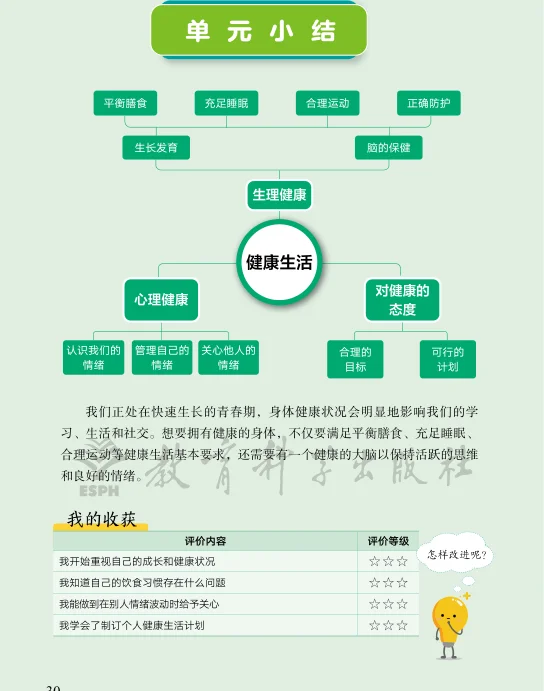 单元小结
平衡膳食
充足睡眠
合理运动
正确防护
生长发育
脑的保健
生理健康
健康生活
心理健康
对健康的
态度
认识我们的
情绪
管理自己的
情绪
关心他人的
情绪
合理的
目标
可行的
计划
我们正处在快速生长的青春期，身体健康状况会明显地影响我们的学
习、生活和社交。想要拥有健康的身体，不仅要满足平衡膳食、充足睡眠、
合理运动等健康生活基本要求，还需要有一个健康的大脑以保持活跃的思维
和良好的情绪。
ESPH 教育科学出版社
我的收获
评价内容 评价等级
我开始重视自己的成长和健康状况 ☆☆☆
我知道自己的饮食习惯存在什么问题 ☆☆☆
我能做到在别人情绪波动时给予关心 ☆☆☆
我学会了制订个人健康生活计划 ☆☆☆
怎样改进呢？